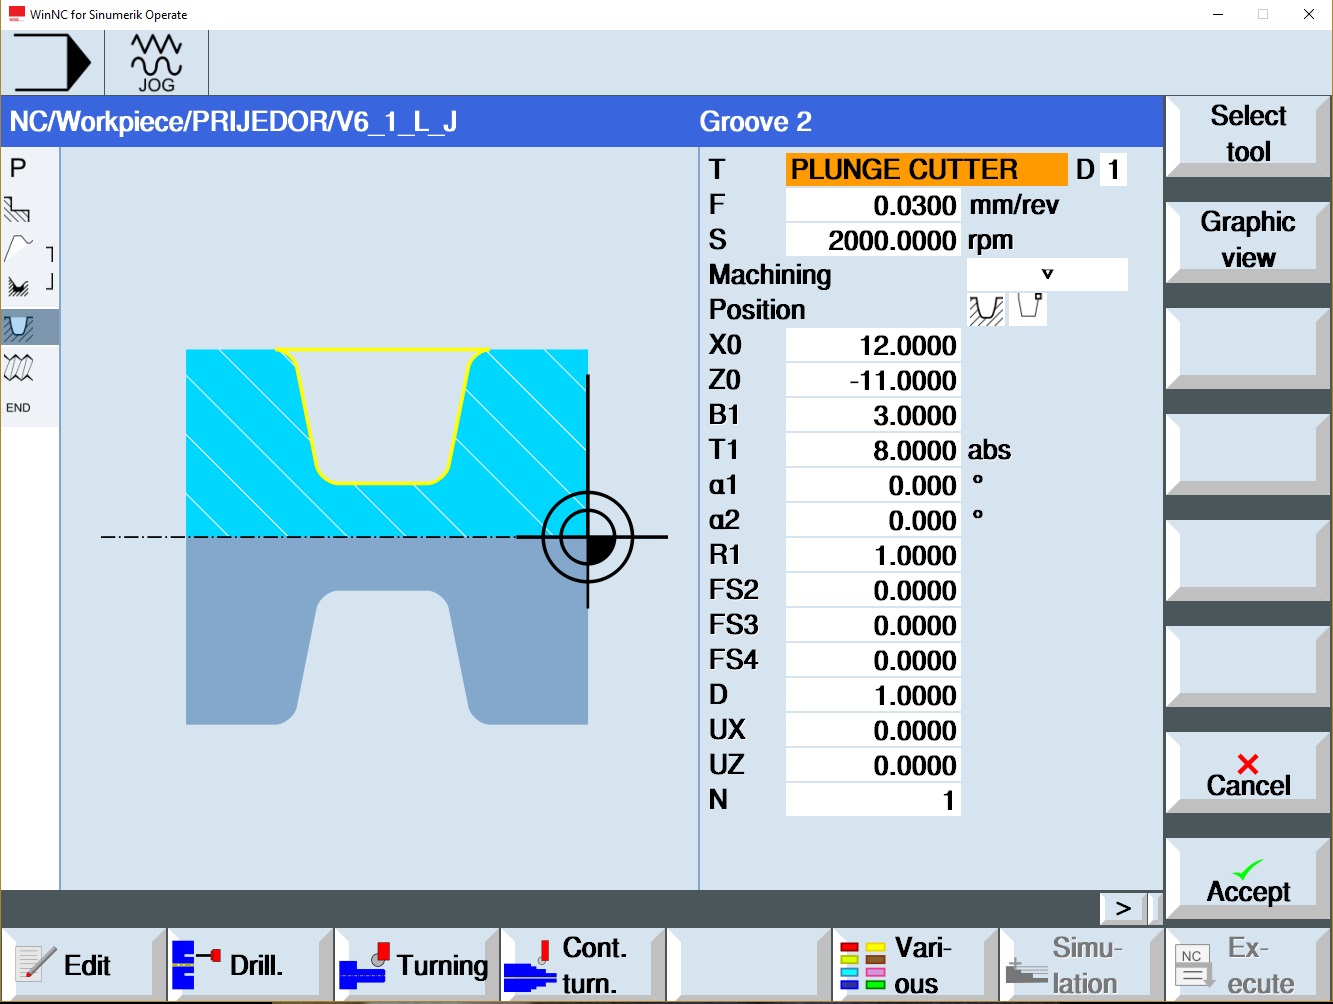 WinNC for Sinumerik Operate
JOG
NC/Workpiece/PRIJEDOR/V6_1_L_J
Groove 2
P
END
T PLUNGE CUTTER D 1
F 0.0300 mm/rev
S 2000.0000 rpm
Machining ▿
Position
X0 12.0000
Z0 -11.0000
B1 3.0000
T1 8.0000 abs
α1 0.000 °
α2 0.000 °
R1 1.0000
FS2 0.0000
FS3 0.0000
FS4 0.0000
D 1.0000
UX 0.0000
UZ 0.0000
N 1
Select
tool
Graphic
view
Cancel
Accept
>
Edit
Drill.
Turning
Cont.
turn.
Vari-
ous
Simu-
lation
NC
Ex-
ecute